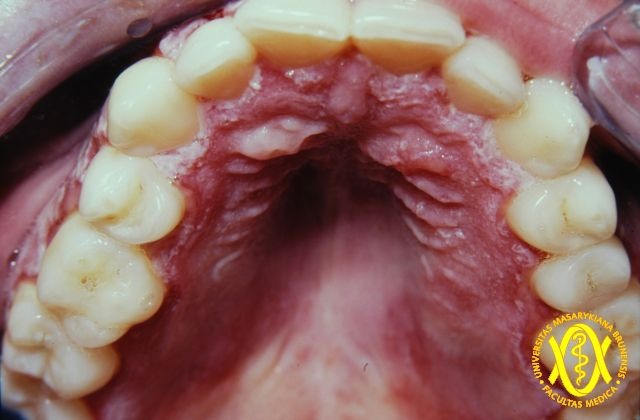 UNIVERSITAS MASARYKIANA BRUNENSIS
• FACULTAS MEDICA •